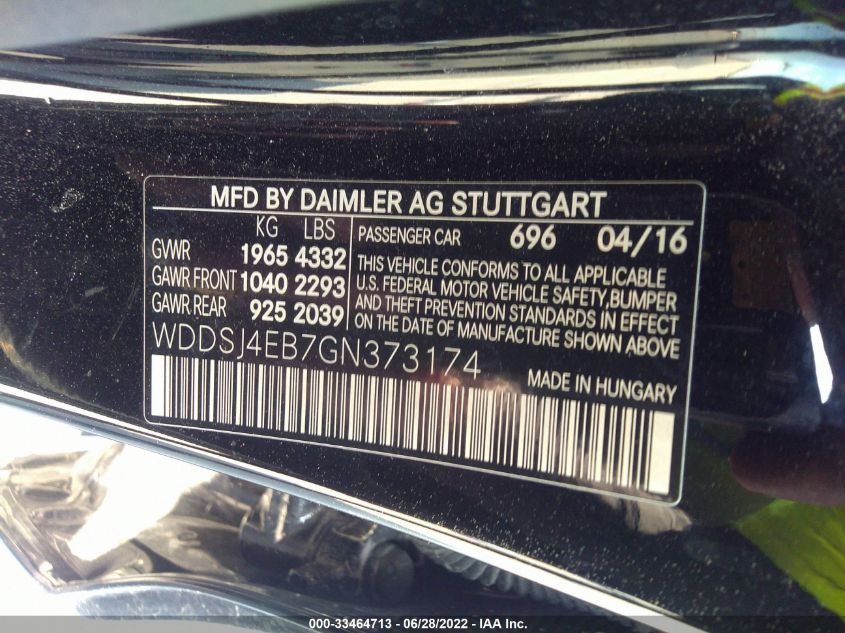 MFD BY DAIMLER AG STUTTGART
KG LBS
GVWR 1965 4332
GAWR FRONT 1040 2293
GAWR REAR 925 2039
PASSENGER CAR 696 04/16
THIS VEHICLE CONFORMS TO ALL APPLICABLE
U.S. FEDERAL MOTOR VEHICLE SAFETY, BUMPER
AND THEFT PREVENTION STANDARDS IN EFFECT
ON THE DATE OF MANUFACTURE SHOWN ABOVE
WDDSJ4EB7GN373174
MADE IN HUNGARY
000-33464713 - 06/28/2022 - IAA Inc.